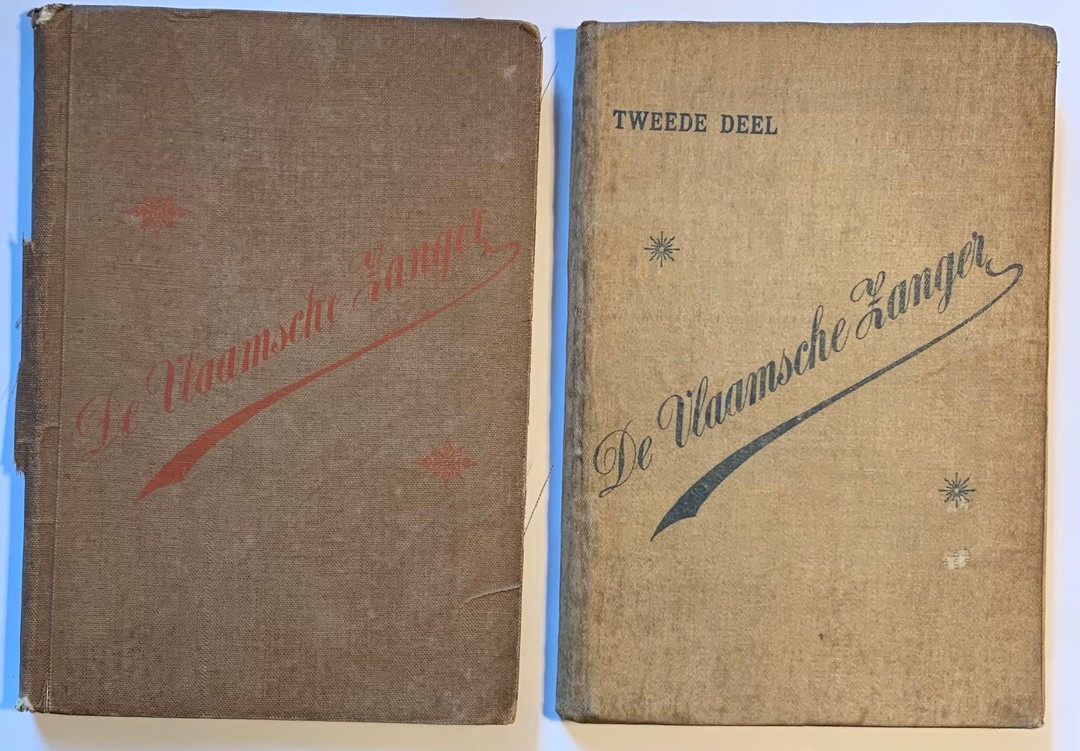 De Vlaamsche Zanger
TWEEDE DEEL
De Vlaamsche Zanger